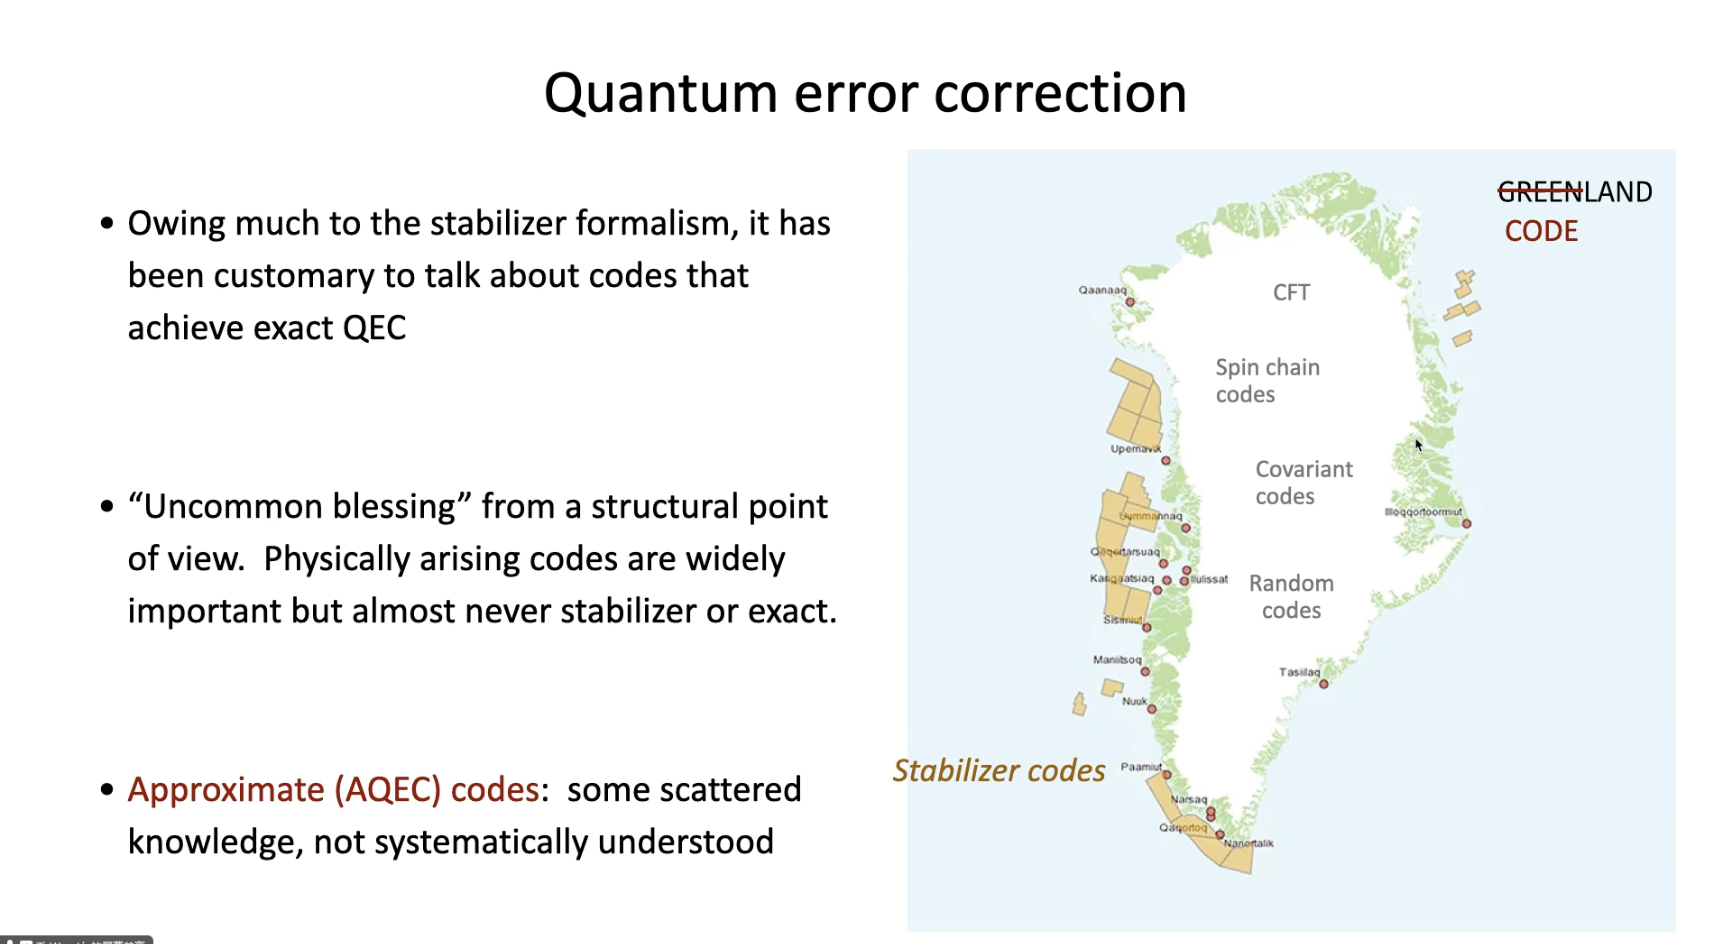 Quantum error correction
• Owing much to the stabilizer formalism, it has
been customary to talk about codes that
achieve exact QEC
• “Uncommon blessing” from a structural point
of view.  Physically arising codes are widely
important but almost never stabilizer or exact.
• Approximate (AQEC) codes:  some scattered
knowledge, not systematically understood
GREENLAND
CODE
Qaanaaq
CFT
Spin chain
codes
Upernavik
Covariant
codes
Uummannaq
Illoqqortoormiut
Qeqertarsuaq
Kangaatsiaq
Ilulissat
Random
codes
Sisimiut
Maniitsoq
Tasiilaq
Nuuk
Stabilizer codes
Paamiut
Narsaq
Qaqortoq
Nanortalik